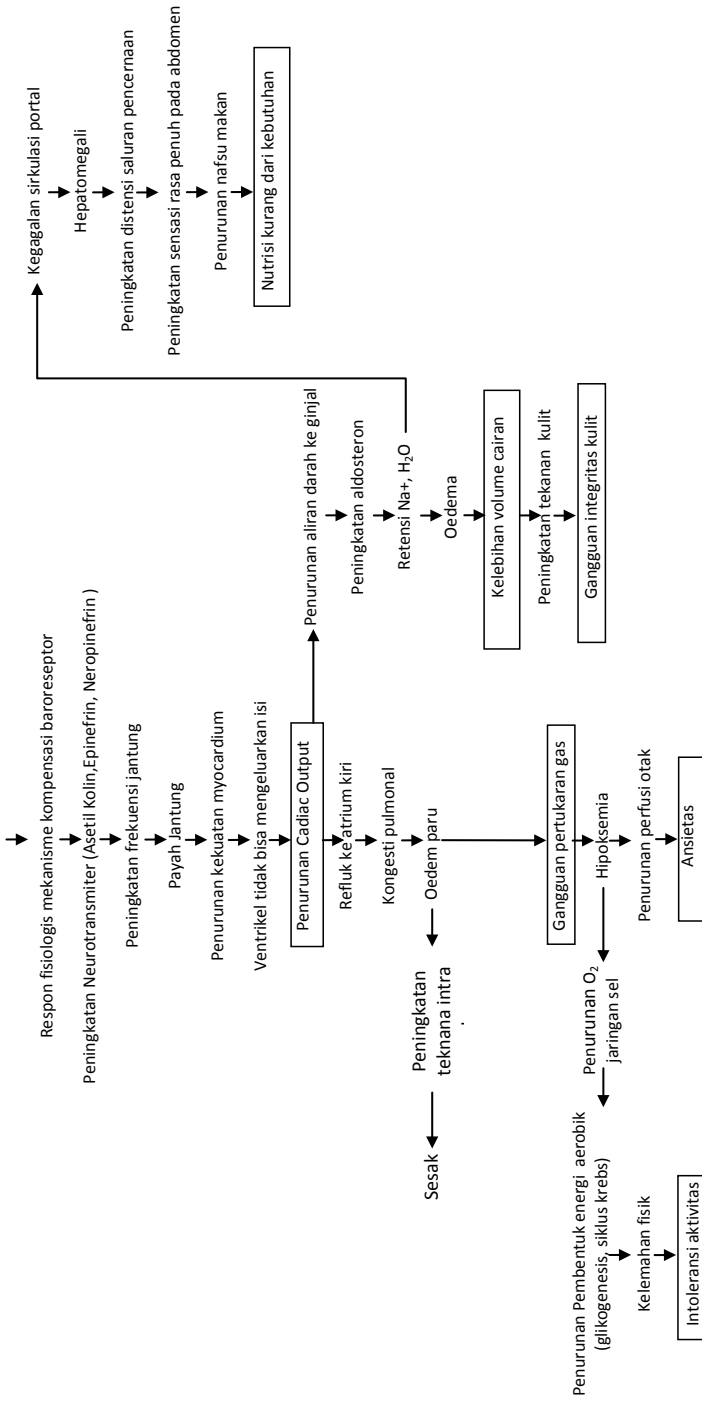 Respon fisiologis mekanisme kompensasi baroreseptor
Peningkatan Neurotransmiter (Asetil Kolin,Epinefrin, Neropinefrin )
Peningkatan frekuensi jantung
Payah Jantung
Penurunan kekuatan myocardium
Ventrikel tidak bisa mengeluarkan isi
Penurunan Cadiac Output
Refluk ke atrium kiri
Kongesti pulmonal
Oedem paru
Peningkatan
teknana intra
.
Sesak
Gangguan pertukaran gas
Hipoksemia
Penurunan perfusi otak
Ansietas
Penurunan O₂
jaringan sel
Penurunan Pembentuk energi aerobik
(glikogenesis, siklus krebs)
Kelemahan fisik
Intoleransi aktivitas
Penurunan aliran darah ke ginjal
Peningkatan aldosteron
Retensi Na+, H₂O
Oedema
Kelebihan volume cairan
Peningkatan tekanan kulit
Gangguan integritas kulit
Kegagalan sirkulasi portal
Hepatomegali
Peningkatan distensi saluran pencernaan
Peningkatan sensasi rasa penuh pada abdomen
Penurunan nafsu makan
Nutrisi kurang dari kebutuhan